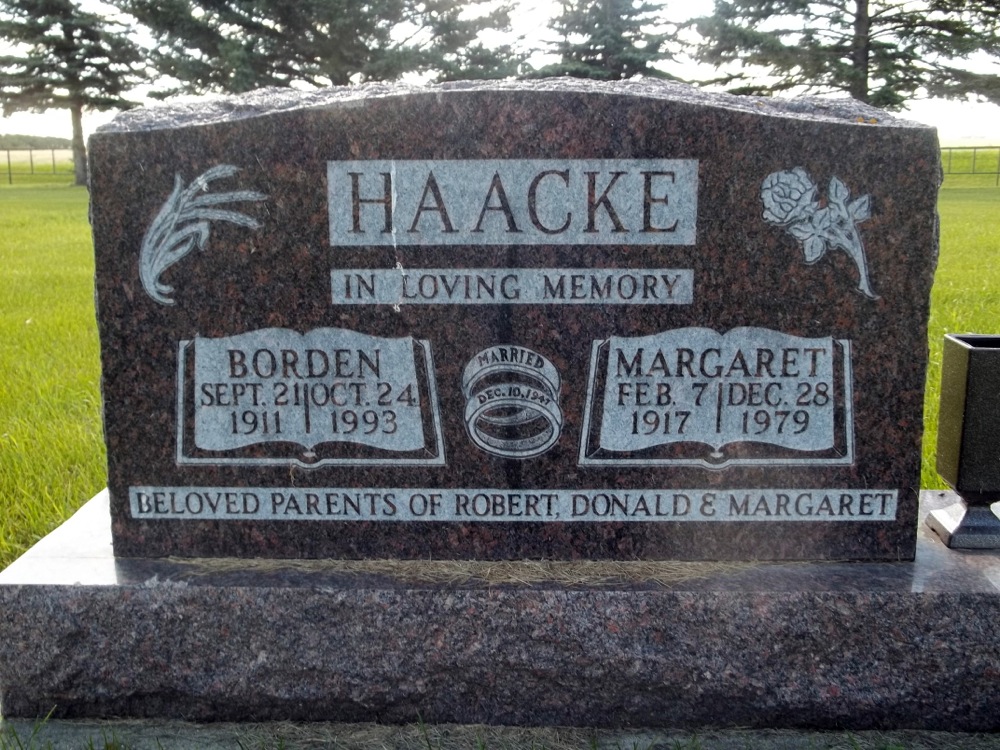 HAACKE
IN LOVING MEMORY
BORDEN
SEPT. 21 OCT. 24
1911 1993
MARRIED
DEC. 10, 194
MARGARET
FEB. 7 DEC. 28
1917 1979
BELOVED PARENTS OF ROBERT, DONALD & MARGARET